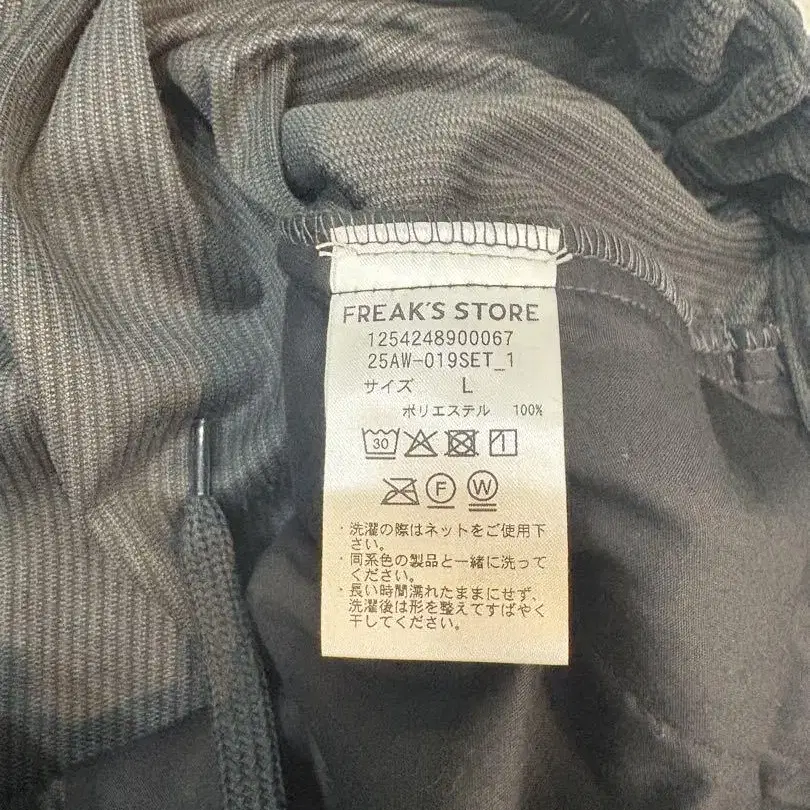 FREAK'S STORE
1254248900067
25AW-019SET_1
サイズ L
ポリエステル 100%
30
F W
・洗濯の際はネットをご使用下
さい。
・同系色の製品と一緒に洗って
ください。
・長い時間濡れたままにせず、
洗濯後は形を整えてすばやく
干してください。